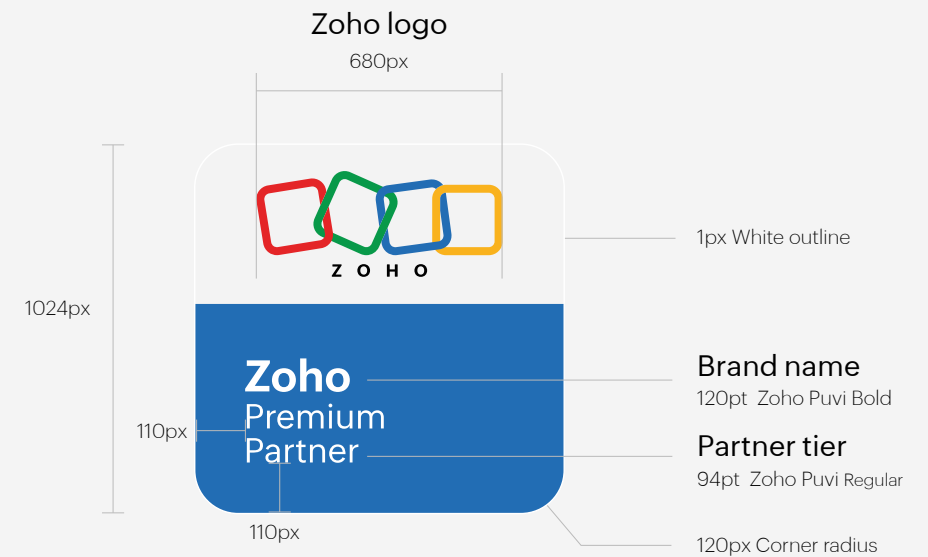 Zoho logo
680px
ZOHO
1px White outline
1024px
Zoho
Brand name
120pt Zoho Puvi Bold
Premium
110px
Partner
Partner tier
94pt Zoho Puvi Regular
110px
120px Corner radius